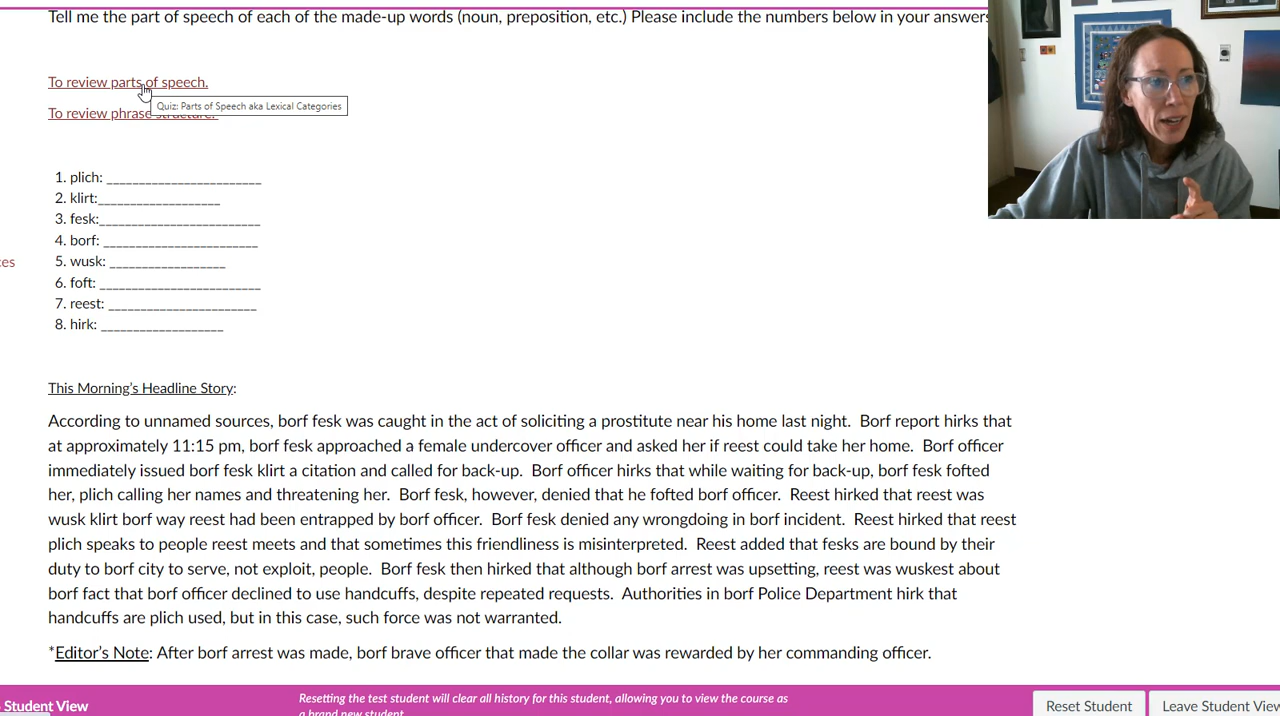 Tell me the part of speech of each of the made-up words (noun, preposition, etc.) Please include the numbers below in your answers
To review parts of speech.
Quiz: Parts of Speech aka Lexical Categories
To review phrase structure.
1. plich: ________________________
2. klirt:___________________
3. fesk:_________________________
4. borf: ________________________
5. wusk: __________________
6. foft: _________________________
7. reest: _______________________
8. hirk: ___________________
ces
This Morning's Headline Story:
According to unnamed sources, borf fesk was caught in the act of soliciting a prostitute near his home last night. Borf report hirks that
at approximately 11:15 pm, borf fesk approached a female undercover officer and asked her if reest could take her home. Borf officer
immediately issued borf fesk klirt a citation and called for back-up. Borf officer hirks that while waiting for back-up, borf fesk fofted
her, plich calling her names and threatening her. Borf fesk, however, denied that he fofted borf officer. Reest hirked that reest was
wusk klirt borf way reest had been entrapped by borf officer. Borf fesk denied any wrongdoing in borf incident. Reest hirked that reest
plich speaks to people reest meets and that sometimes this friendliness is misinterpreted. Reest added that fesks are bound by their
duty to borf city to serve, not exploit, people. Borf fesk then hirked that although borf arrest was upsetting, reest was wuskest about
borf fact that borf officer declined to use handcuffs, despite repeated requests. Authorities in borf Police Department hirk that
handcuffs are plich used, but in this case, such force was not warranted.
*Editor's Note: After borf arrest was made, borf brave officer that made the collar was rewarded by her commanding officer.
Student View
Resetting the test student will clear all history for this student, allowing you to view the course as
a brand new student.
Reset Student
Leave Student View